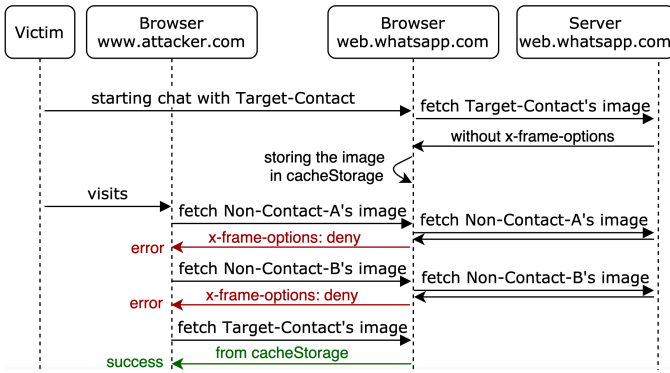 Victim
Browser
www.attacker.com
Browser
web.whatsapp.com
Server
web.whatsapp.com
starting chat with Target-Contact
fetch Target-Contact's image
without x-frame-options
storing the image
in cacheStorage
visits
fetch Non-Contact-A's image
fetch Non-Contact-A's image
x-frame-options: deny
error
fetch Non-Contact-B's image
fetch Non-Contact-B's image
x-frame-options: deny
error
fetch Target-Contact's image
from cacheStorage
success